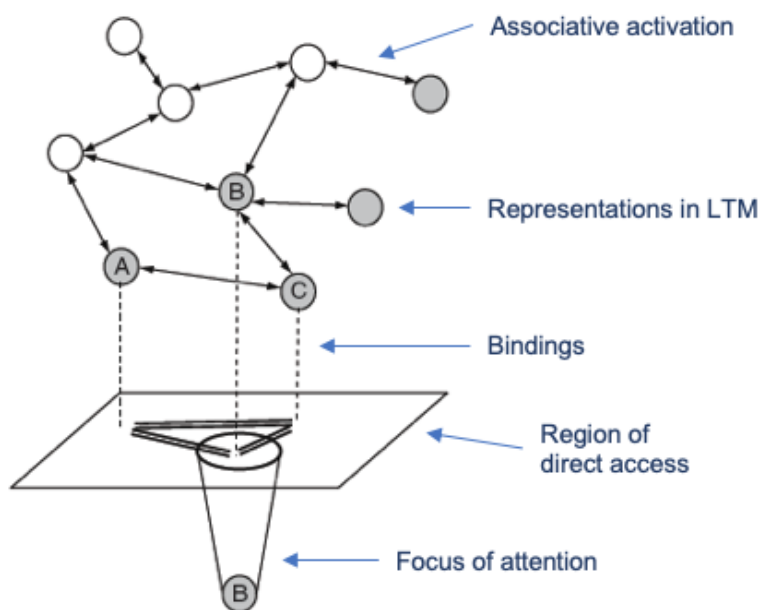 Associative activation
B
Representations in LTM
A
C
Bindings
Region of
direct access
Focus of attention
B